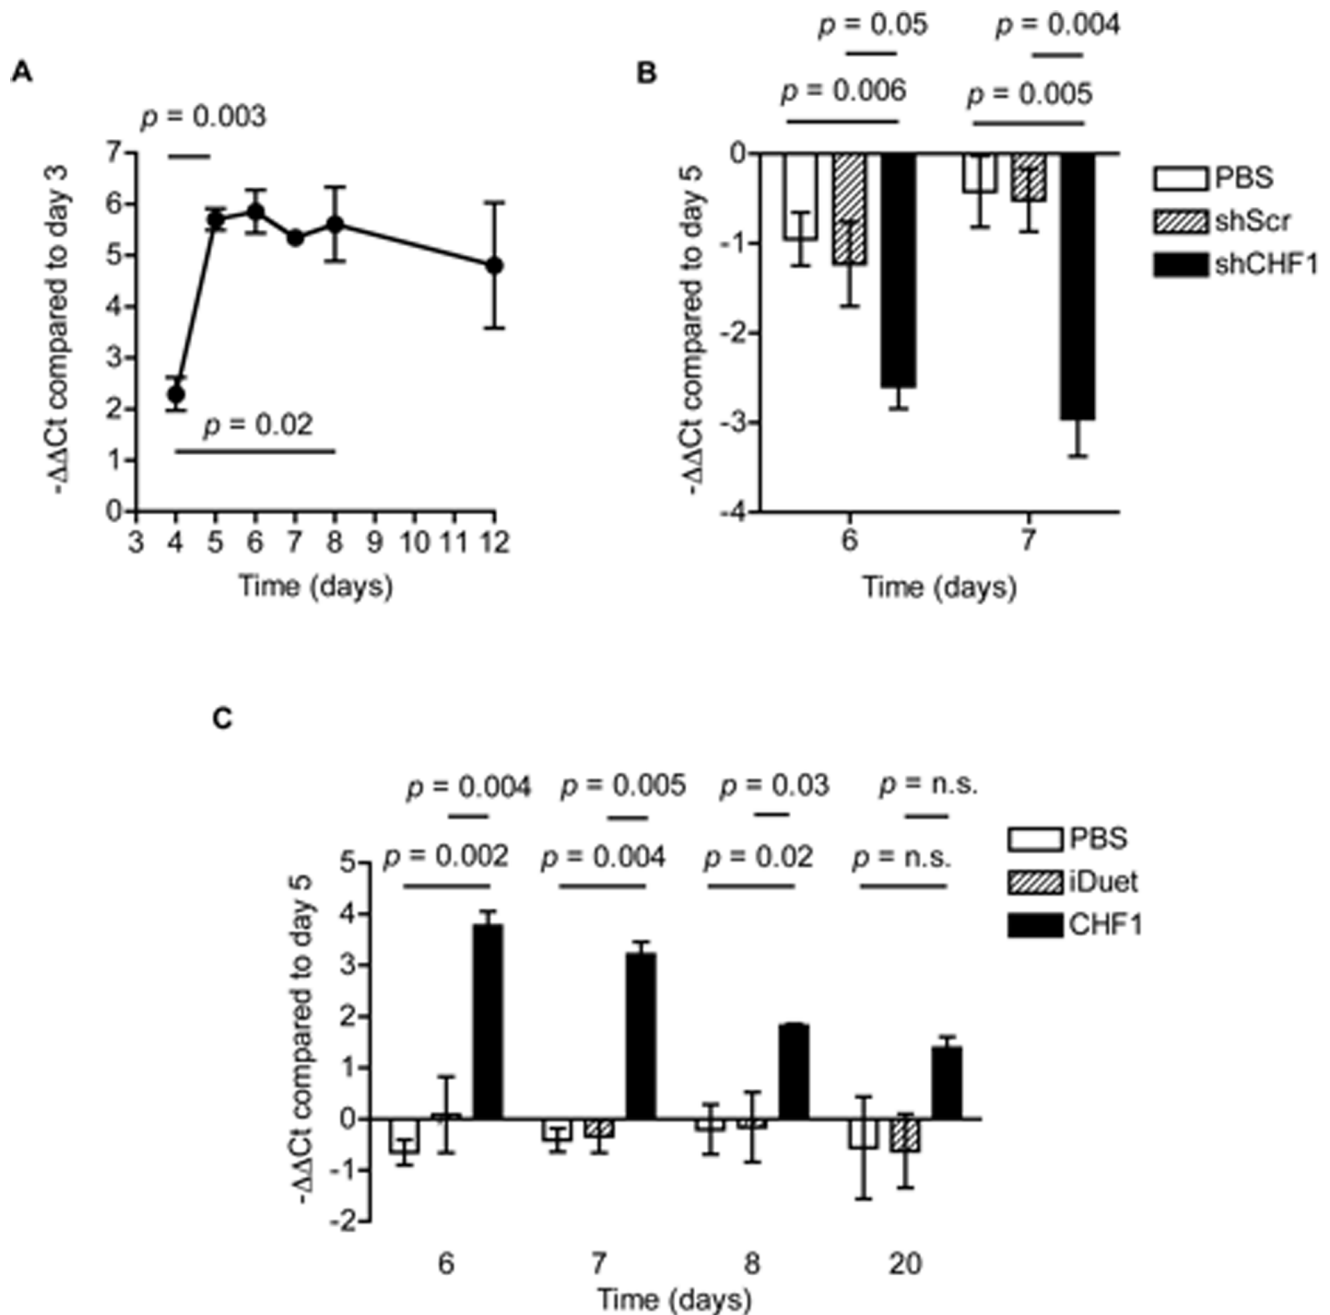 A
p = 0.003
7
6
5
4
3
2
1
0
-ΔΔCt compared to day 3
p = 0.02
3 4 5 6 7 8 9 10 11 12
Time (days)
B
p = 0.05 p = 0.004
p = 0.006 p = 0.005
0
-1
-2
-3
-4
-ΔΔCt compared to day 5
6 7
Time (days)
PBS
shScr
shCHF1
C
p = 0.004 p = 0.005 p = 0.03 p = n.s.
p = 0.002 p = 0.004 p = 0.02 p = n.s.
5
4
3
2
1
0
-1
-2
-ΔΔCt compared to day 5
6 7 8 20
Time (days)
PBS
iDuet
CHF1